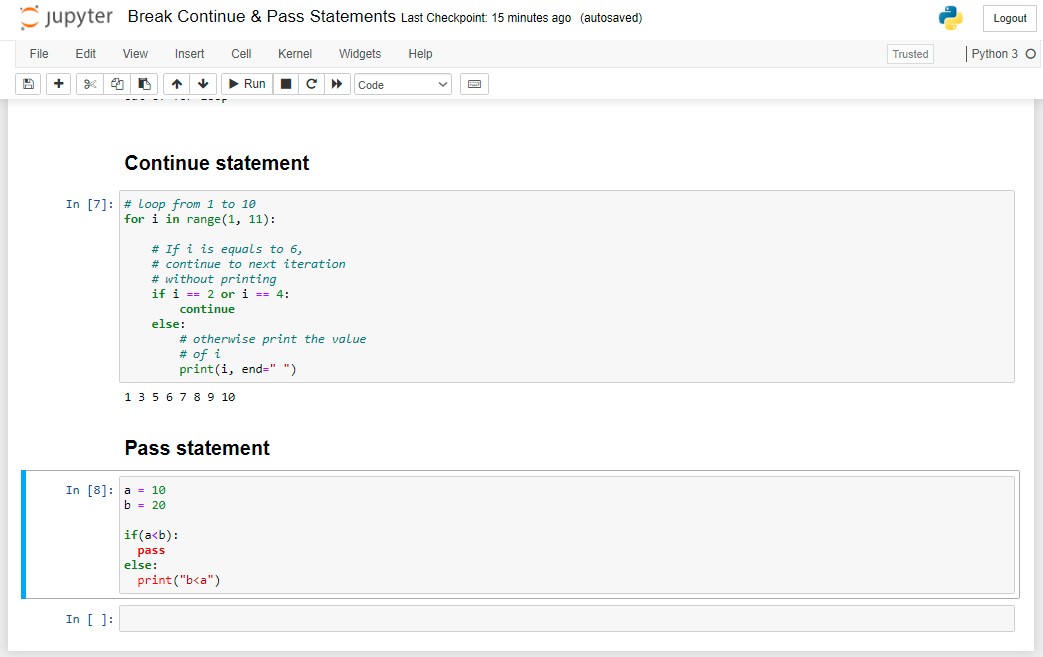 jupyter Break Continue & Pass Statements Last Checkpoint: 15 minutes ago (autosaved) Logout
File Edit View Insert Cell Kernel Widgets Help Trusted Python 3
Run Code
Continue statement
In [7]: # loop from 1 to 10
for i in range(1, 11):
# If i is equals to 6,
# continue to next iteration
# without printing
if i == 2 or i == 4:
continue
else:
# otherwise print the value
# of i
print(i, end=" ")
1 3 5 6 7 8 9 10
Pass statement
In [8]: a = 10
b = 20
if(a<b):
pass
else:
print("b<a")
In [ ]: